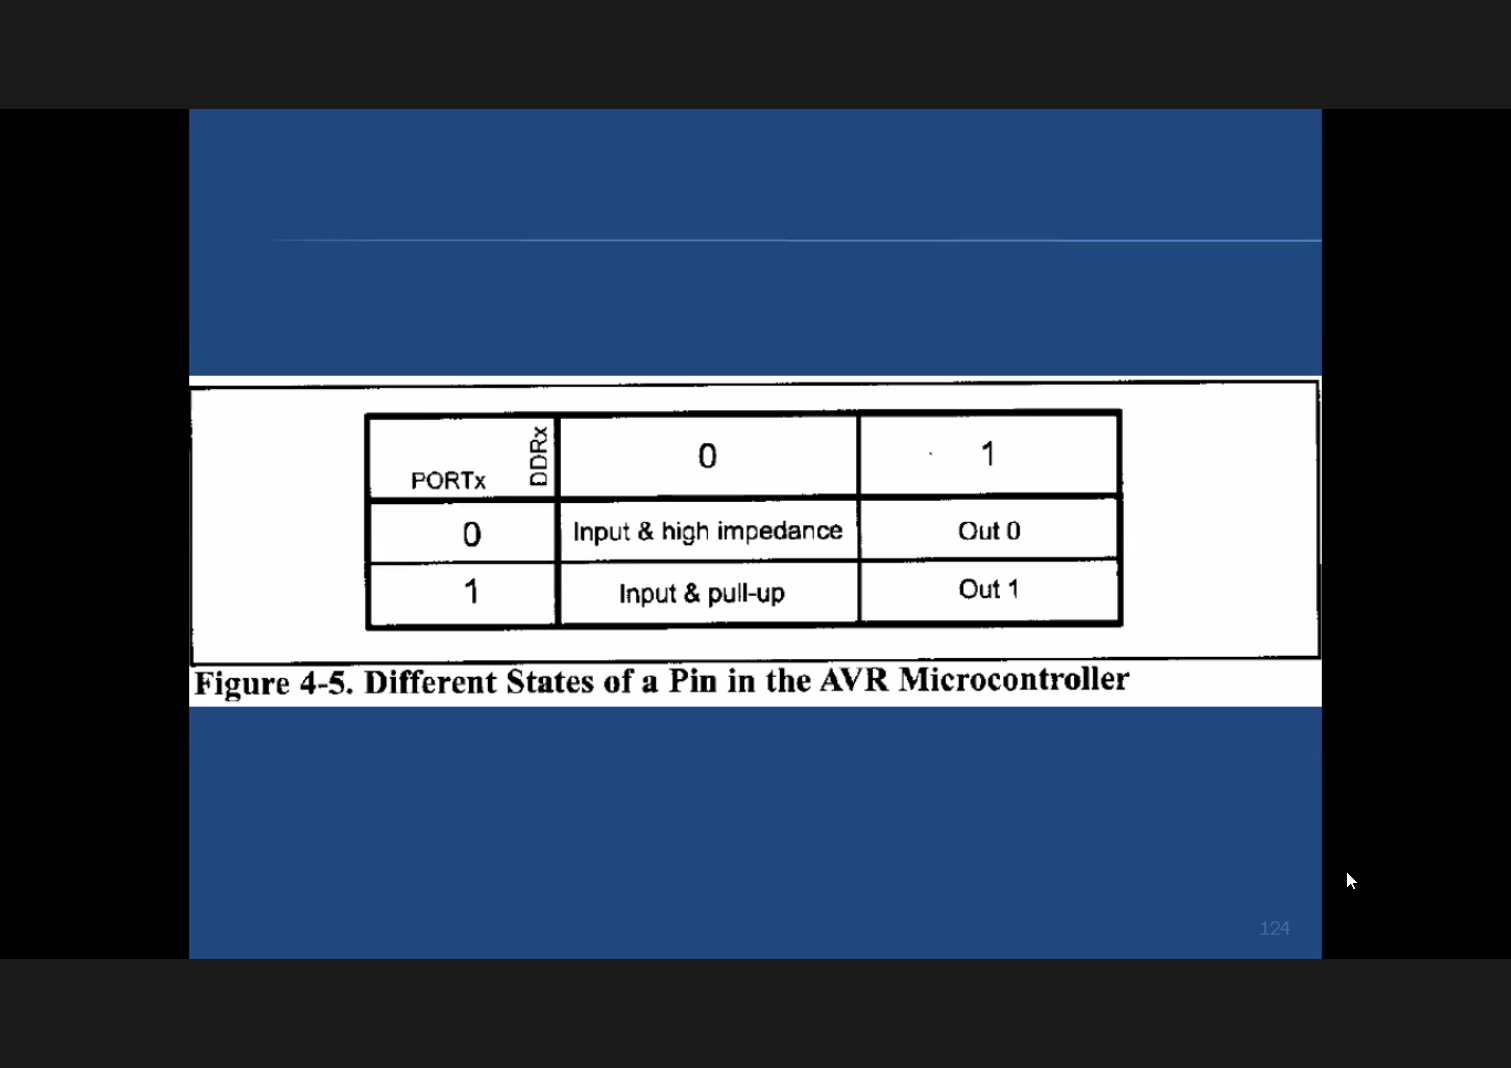 DDRx
PORTx
0
1
0
Input & high impedance
Out 0
1
Input & pull-up
Out 1
Figure 4-5. Different States of a Pin in the AVR Microcontroller
124